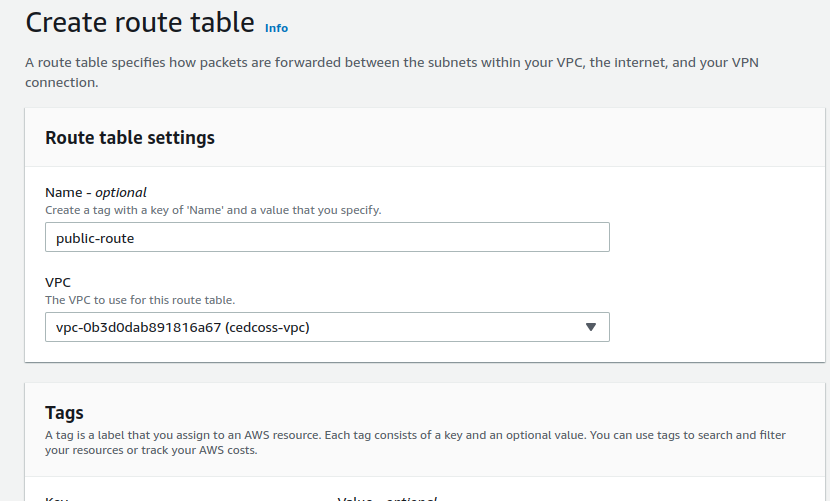 Create route table Info
A route table specifies how packets are forwarded between the subnets within your VPC, the internet, and your VPN
connection.
Route table settings
Name - optional
Create a tag with a key of 'Name' and a value that you specify.
public-route
VPC
The VPC to use for this route table.
vpc-0b3d0dab891816a67 (cedcoss-vpc)
Tags
A tag is a label that you assign to an AWS resource. Each tag consists of a key and an optional value. You can use tags to search and filter
your resources or track your AWS costs.
Key Value - optional